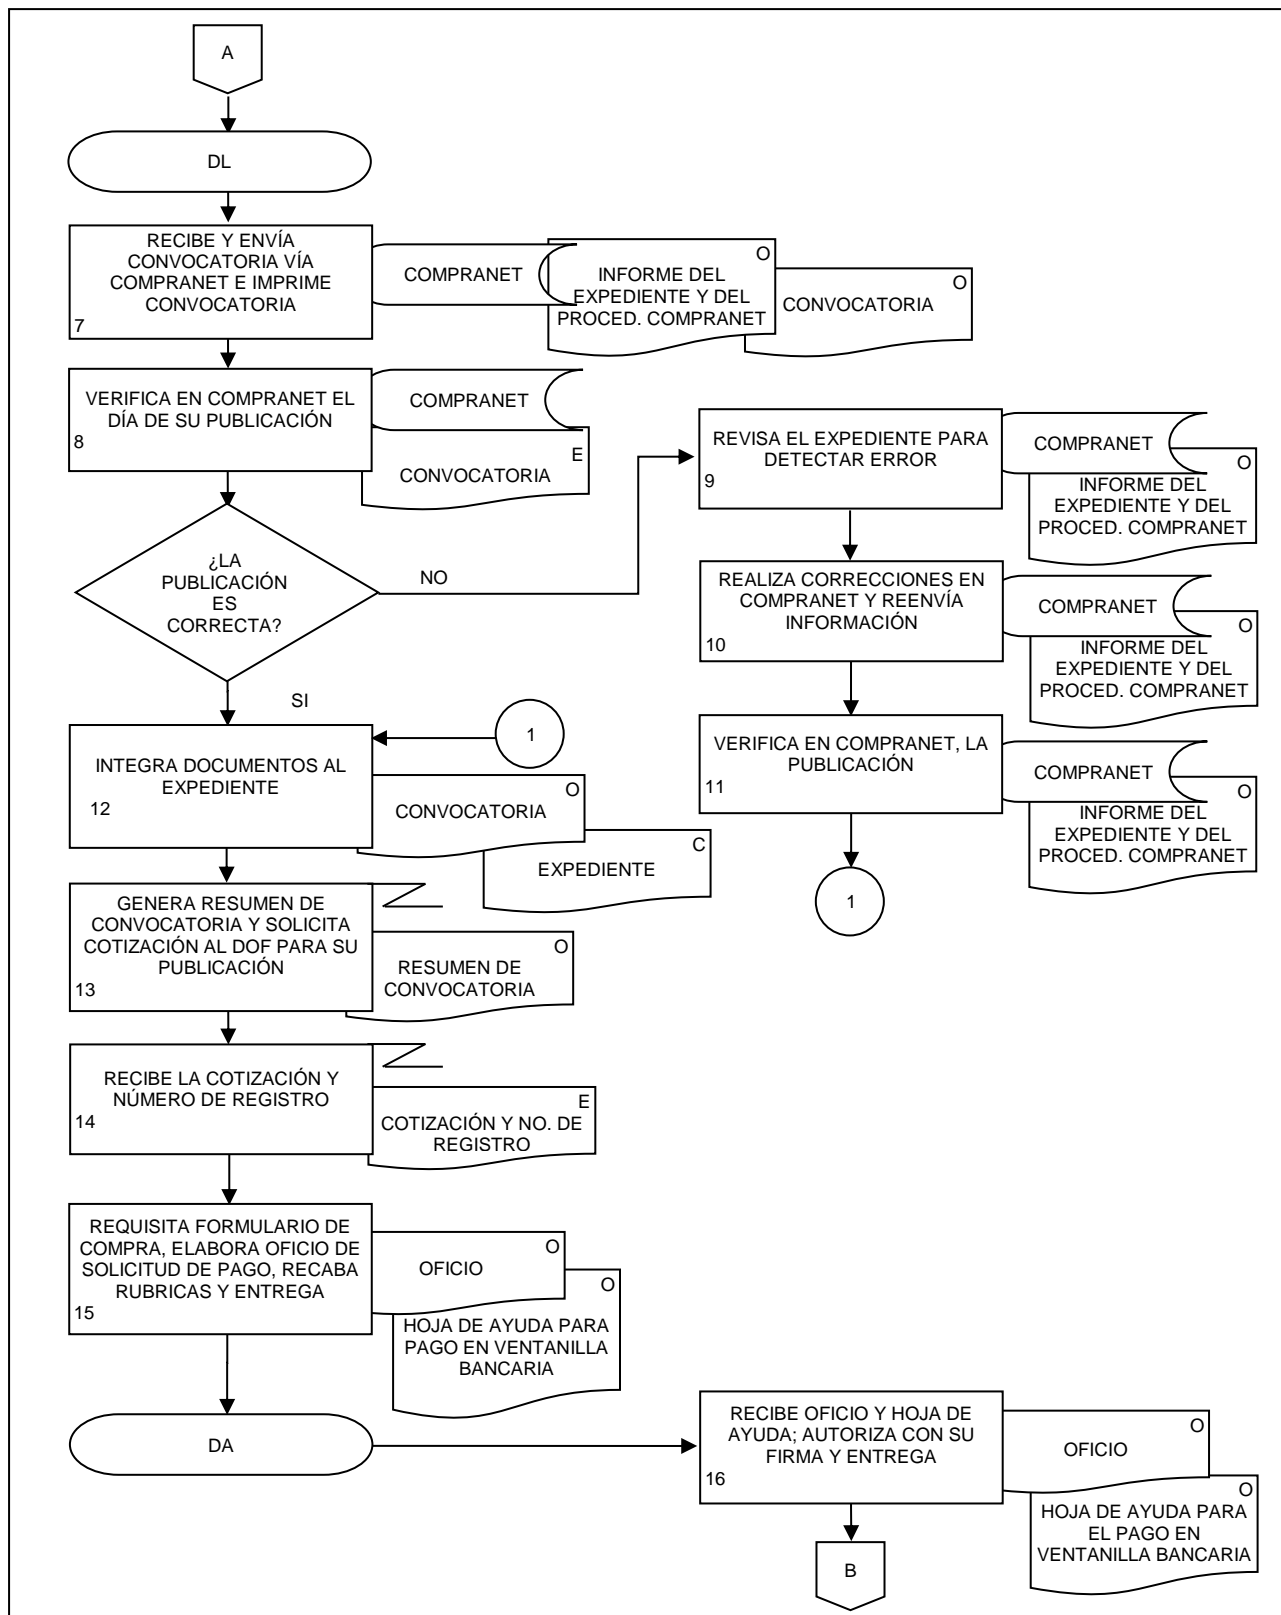 A
DL
RECIBE Y ENVÍA
CONVOCATORIA VÍA
COMPRANET E IMPRIME
CONVOCATORIA
7
COMPRANET
O
INFORME DEL
EXPEDIENTE Y DEL
PROCED. COMPRANET
O
CONVOCATORIA
VERIFICA EN COMPRANET EL
DÍA DE SU PUBLICACIÓN
8
COMPRANET
E
CONVOCATORIA
¿LA
PUBLICACIÓN
ES
CORRECTA?
NO
SI
REVISA EL EXPEDIENTE PARA
DETECTAR ERROR
9
COMPRANET
O
INFORME DEL
EXPEDIENTE Y DEL
PROCED. COMPRANET
REALIZA CORRECCIONES EN
COMPRANET Y REENVÍA
INFORMACIÓN
10
COMPRANET
O
INFORME DEL
EXPEDIENTE Y DEL
PROCED. COMPRANET
VERIFICA EN COMPRANET, LA
PUBLICACIÓN
11
COMPRANET
O
INFORME DEL
EXPEDIENTE Y DEL
PROCED. COMPRANET
1
1
INTEGRA DOCUMENTOS AL
EXPEDIENTE
12
O
CONVOCATORIA
C
EXPEDIENTE
GENERA RESUMEN DE
CONVOCATORIA Y SOLICITA
COTIZACIÓN AL DOF PARA SU
PUBLICACIÓN
13
O
RESUMEN DE
CONVOCATORIA
RECIBE LA COTIZACIÓN Y
NÚMERO DE REGISTRO
14
E
COTIZACIÓN Y NO. DE
REGISTRO
REQUISITA FORMULARIO DE
COMPRA, ELABORA OFICIO DE
SOLICITUD DE PAGO, RECABA
RUBRICAS Y ENTREGA
15
O
OFICIO
O
HOJA DE AYUDA PARA
PAGO EN VENTANILLA
BANCARIA
DA
RECIBE OFICIO Y HOJA DE
AYUDA; AUTORIZA CON SU
FIRMA Y ENTREGA
16
O
OFICIO
O
HOJA DE AYUDA PARA
EL PAGO EN
VENTANILLA BANCARIA
B